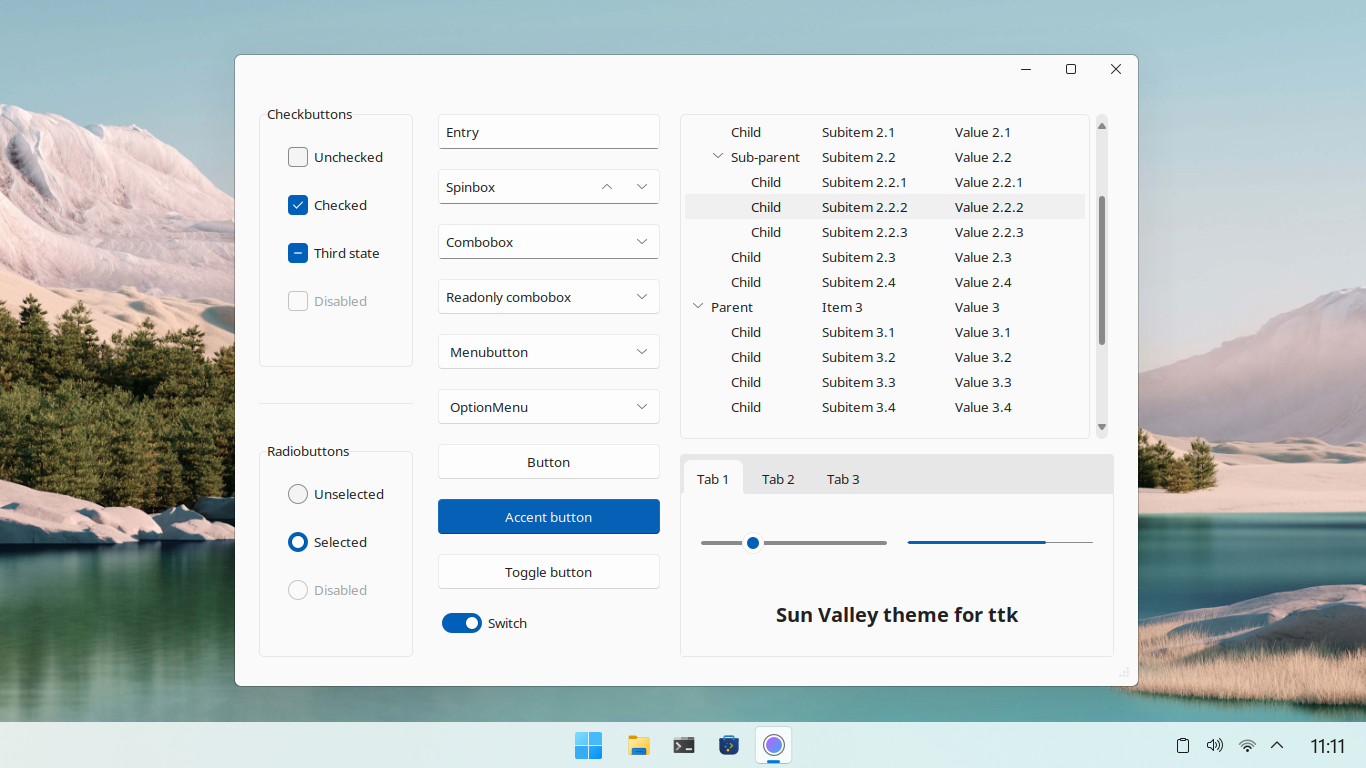 Checkbuttons
Unchecked
Checked
Third state
Disabled
Radiobuttons
Unselected
Selected
Disabled
Entry
Spinbox
Combobox
Readonly combobox
Menubutton
OptionMenu
Button
Accent button
Toggle button
Switch
Child Subitem 2.1 Value 2.1
Sub-parent Subitem 2.2 Value 2.2
Child Subitem 2.2.1 Value 2.2.1
Child Subitem 2.2.2 Value 2.2.2
Child Subitem 2.2.3 Value 2.2.3
Child Subitem 2.3 Value 2.3
Child Subitem 2.4 Value 2.4
Parent Item 3 Value 3
Child Subitem 3.1 Value 3.1
Child Subitem 3.2 Value 3.2
Child Subitem 3.3 Value 3.3
Child Subitem 3.4 Value 3.4
Tab 1 Tab 2 Tab 3
Sun Valley theme for ttk
11:11